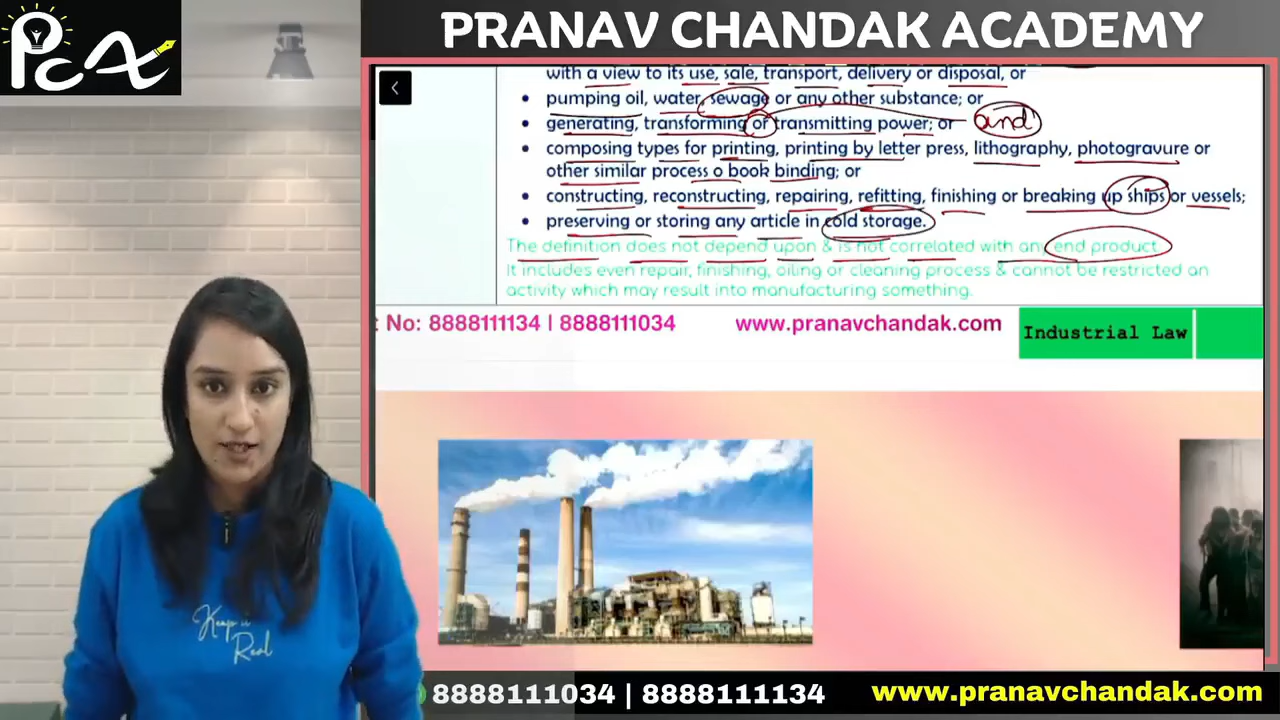 PCA
PRANAV CHANDAK ACADEMY
with a view to its use, sale, transport, delivery or disposal, or
• pumping oil, water, sewage or any other substance; or
• generating, transforming or transmitting power; or and
• composing types for printing, printing by letter press, lithography, photogravure or
other similar process o book binding; or
• constructing, reconstructing, repairing, refitting, finishing or breaking up ships or vessels;
• preserving or storing any article in cold storage.
The definition does not depend upon & is not correlated with an end product
It includes even repair, finishing, oiling or cleaning process & cannot be restricted an
activity which may result into manufacturing something.
: No: 8888111134 | 8888111034 www.pranavchandak.com Industrial Law
Keep it
Real
8888111034 | 8888111134 www.pranavchandak.com